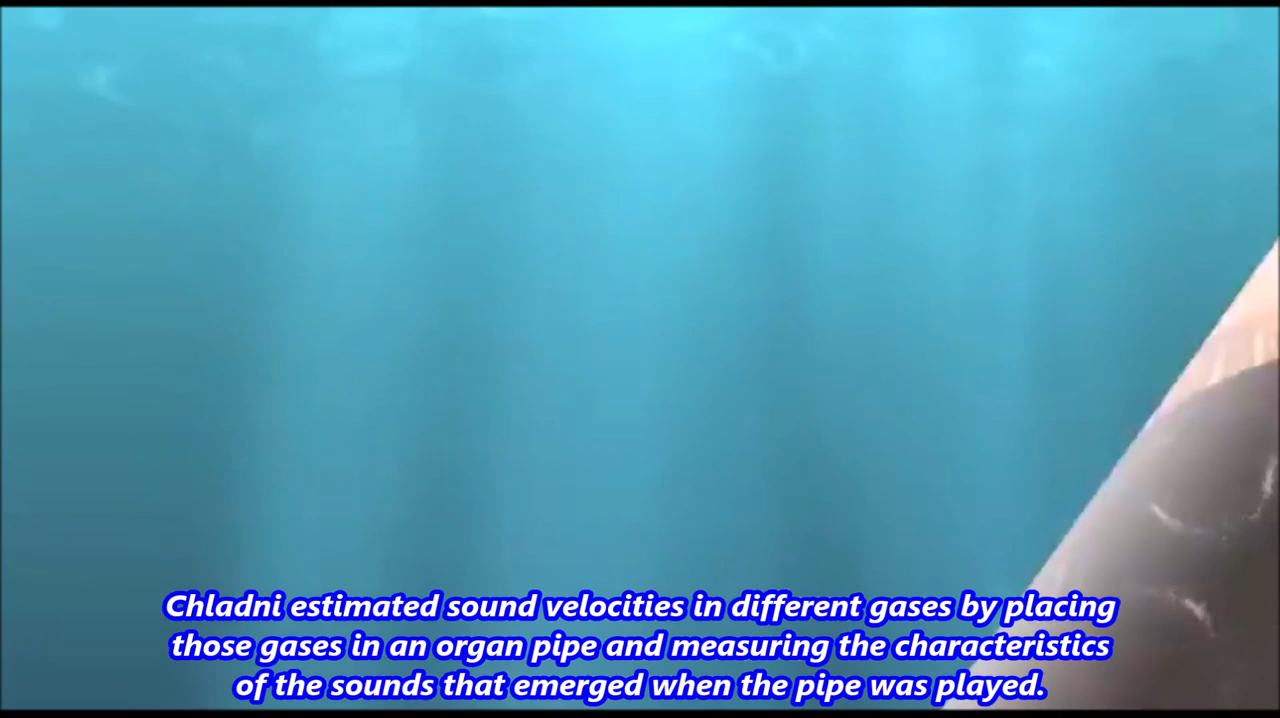 Chladni estimated sound velocities in different gases by placing
those gases in an organ pipe and measuring the characteristics
of the sounds that emerged when the pipe was played.